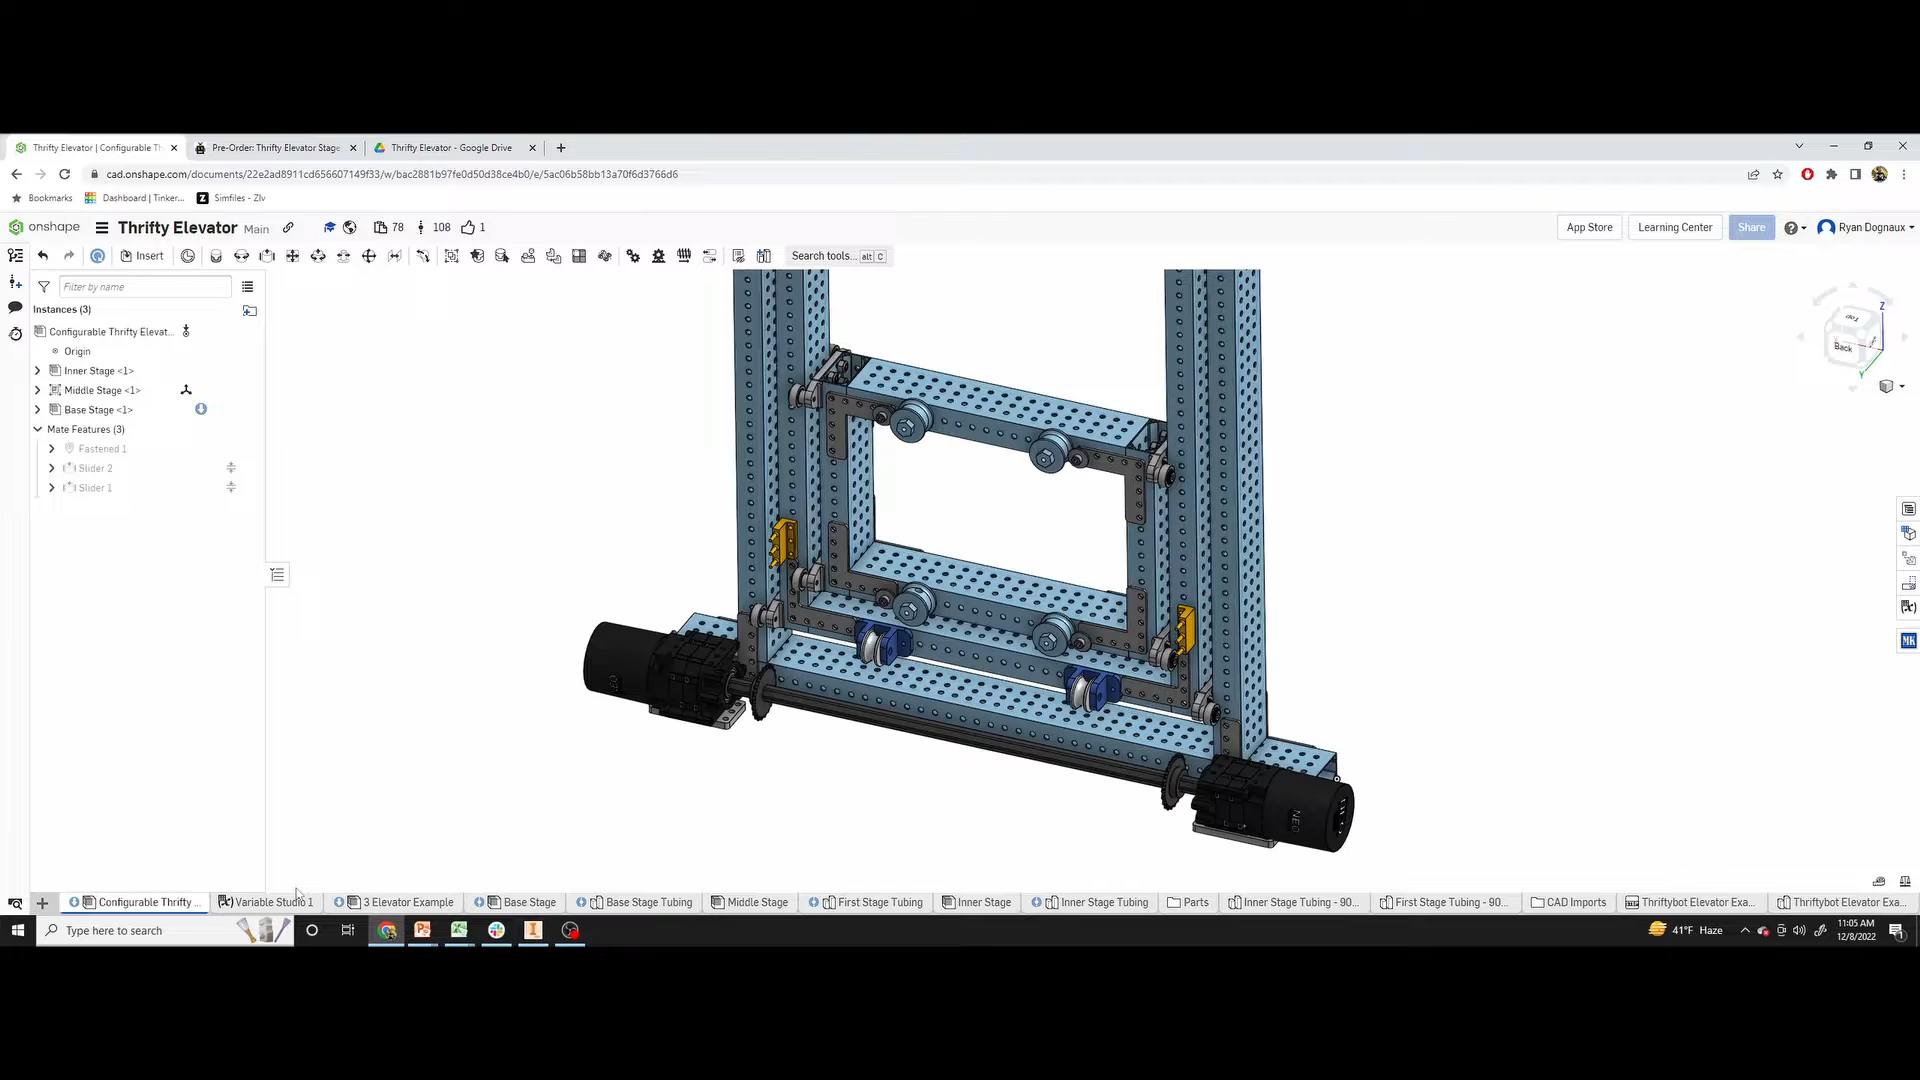 Thrifty Elevator | Configurable Th
Pre-Order: Thrifty Elevator Stage
Thrifty Elevator - Google Drive
cad.onshape.com/documents/22e2ad8911cd656607149f33/w/bac2881b97fe0d50d38ce4b0/e/5ac06b58bb13a70f6d3766d6
Bookmarks
Dashboard | Tinker...
Simfiles - ZIv
onshape
Thrifty Elevator
Main
78
108
1
App Store
Learning Center
Share
Ryan Dognaux
Insert
Search tools...
alt
C
Filter by name
Instances (3)
Configurable Thrifty Elevat...
Origin
Inner Stage <1>
Middle Stage <1>
Base Stage <1>
Mate Features (3)
Fastened 1
Slider 2
Slider 1
Z
Top
Back
Y
NEO
MK
Configurable Thrifty ...
Variable Studio 1
3 Elevator Example
Base Stage
Base Stage Tubing
Middle Stage
First Stage Tubing
Inner Stage
Inner Stage Tubing
Parts
Inner Stage Tubing - 90...
First Stage Tubing - 90...
CAD Imports
Thriftybot Elevator Exa...
Thriftybot Elevator Exa...
Type here to search
41°F Haze
11:05 AM
12/8/2022